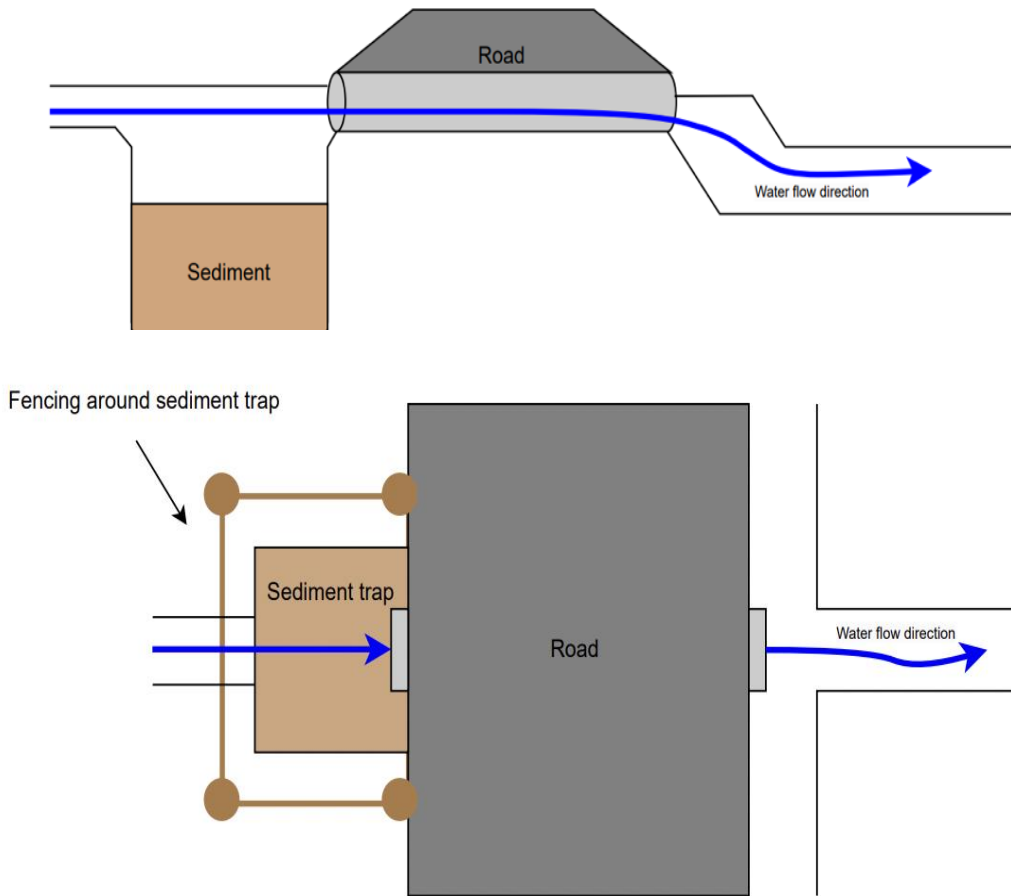 Road
Water flow direction
Sediment
Fencing around sediment trap
Sediment trap
Road
Water flow direction